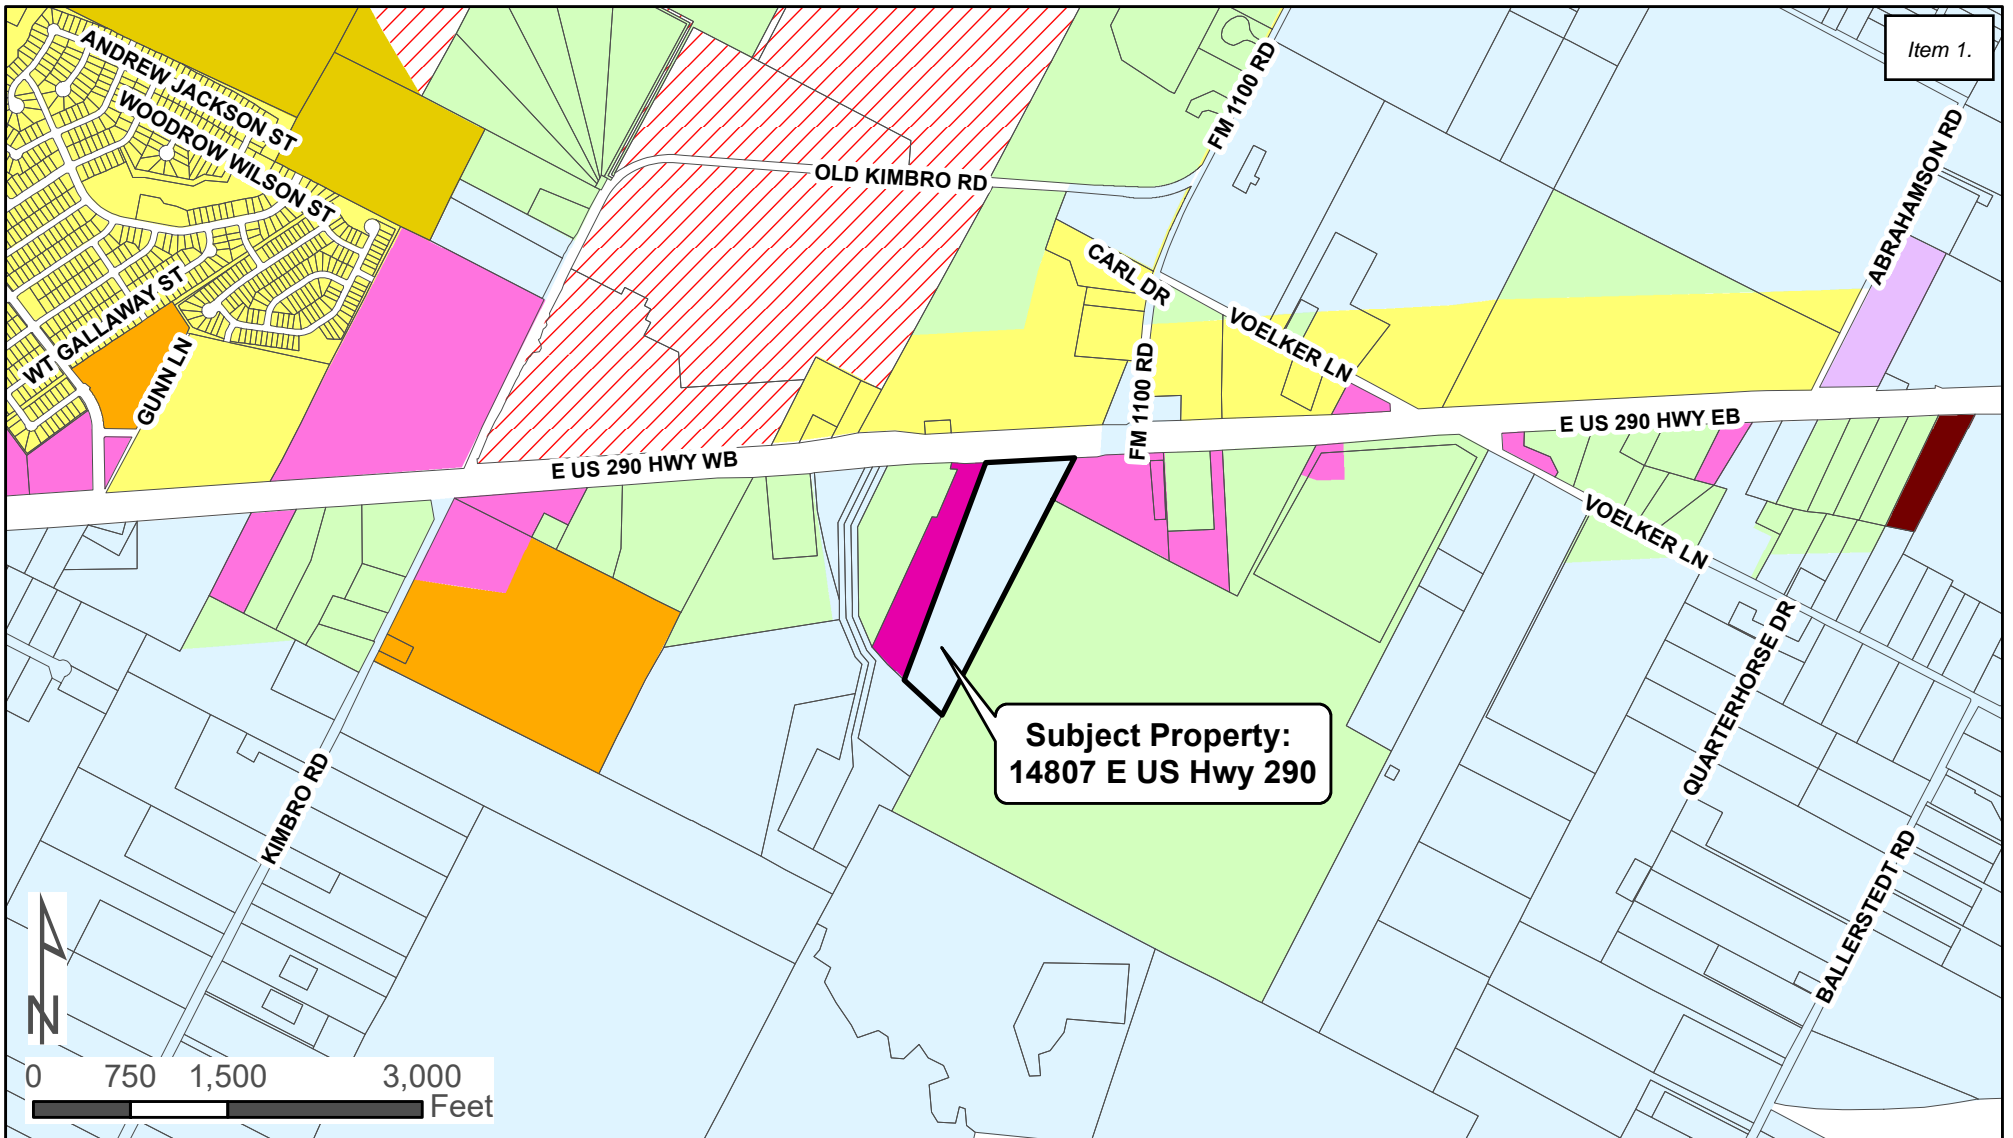 Item 1.
ANDREW JACKSON ST
WOODROW WILSON ST
WT GALLAWAY ST
GUNN LN
OLD KIMBRO RD
FM 1100 RD
ABRAHAMSON RD
CARL DR
VOELKER LN
FM 1100 RD
E US 290 HWY WB
E US 290 HWY EB
VOELKER LN
QUARTERHORSE DR
BALLERSTEDT RD
KIMBRO RD
Subject Property:
14807 E US Hwy 290
N
0 750 1,500 3,000
Feet